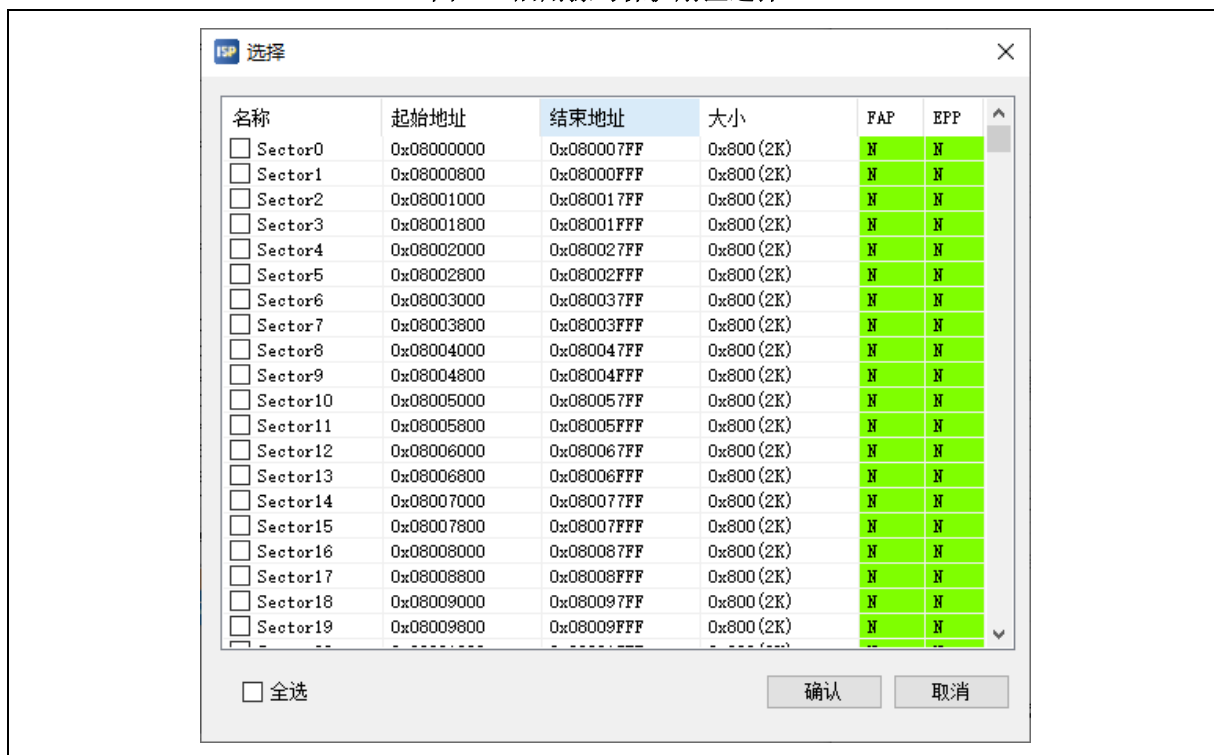 ISP 选择
名称 起始地址 结束地址 大小 FAP EPP
Sector0 0x08000000 0x080007FF 0x800(2K) N N
Sector1 0x08000800 0x08000FFF 0x800(2K) N N
Sector2 0x08001000 0x080017FF 0x800(2K) N N
Sector3 0x08001800 0x08001FFF 0x800(2K) N N
Sector4 0x08002000 0x080027FF 0x800(2K) N N
Sector5 0x08002800 0x08002FFF 0x800(2K) N N
Sector6 0x08003000 0x080037FF 0x800(2K) N N
Sector7 0x08003800 0x08003FFF 0x800(2K) N N
Sector8 0x08004000 0x080047FF 0x800(2K) N N
Sector9 0x08004800 0x08004FFF 0x800(2K) N N
Sector10 0x08005000 0x080057FF 0x800(2K) N N
Sector11 0x08005800 0x08005FFF 0x800(2K) N N
Sector12 0x08006000 0x080067FF 0x800(2K) N N
Sector13 0x08006800 0x08006FFF 0x800(2K) N N
Sector14 0x08007000 0x080077FF 0x800(2K) N N
Sector15 0x08007800 0x08007FFF 0x800(2K) N N
Sector16 0x08008000 0x080087FF 0x800(2K) N N
Sector17 0x08008800 0x08008FFF 0x800(2K) N N
Sector18 0x08009000 0x080097FF 0x800(2K) N N
Sector19 0x08009800 0x08009FFF 0x800(2K) N N
全选 确认 取消